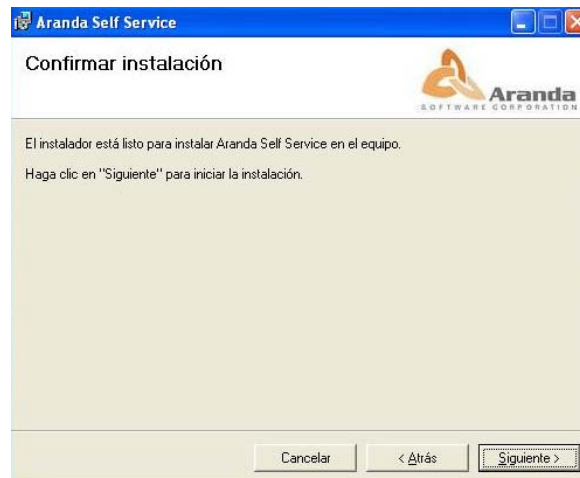 Aranda Self Service
Confirmar instalación
Aranda
SOFTWARE CORPORATION
El instalador está listo para instalar Aranda Self Service en el equipo.
Haga clic en "Siguiente" para iniciar la instalación.
Cancelar
< Atrás
Siguiente >